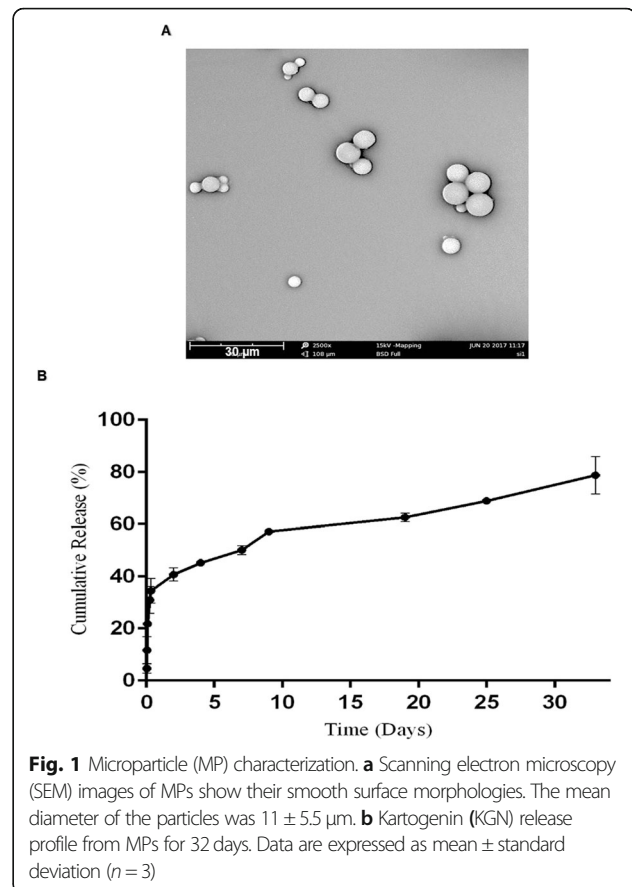 A
30 µm
2500x
108 µm
15kV -Mapping
BSD Full
JUN 20 2017 11:17
si1
B
Cumulative Release (%)
100
80
60
40
20
0
0 5 10 15 20 25 30
Time (Days)
Fig. 1 Microparticle (MP) characterization. a Scanning electron microscopy
(SEM) images of MPs show their smooth surface morphologies. The mean
diameter of the particles was 11 ± 5.5 µm. b Kartogenin (KGN) release
profile from MPs for 32 days. Data are expressed as mean ± standard
deviation (n = 3)